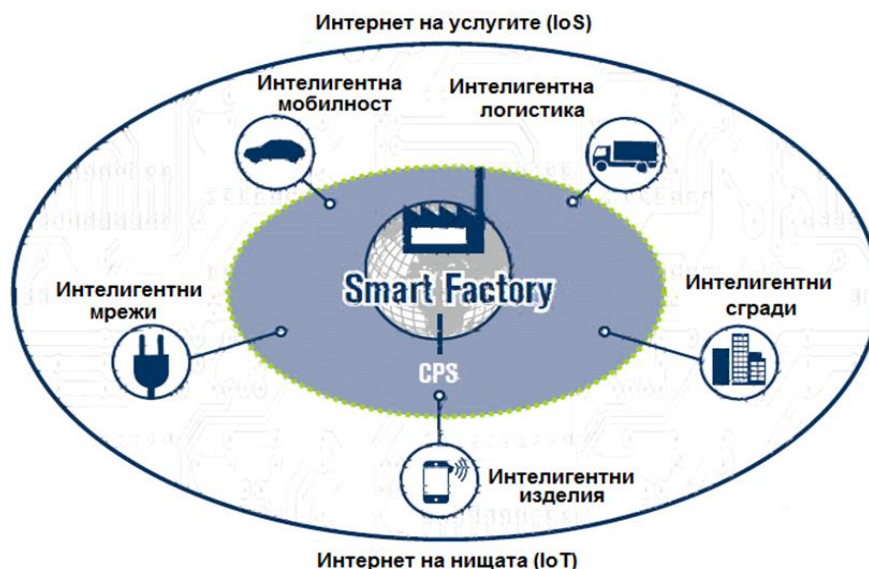 Интернет на услугите (IoS)
Интелигентна
мобилност
Интелигентна
логистика
Интелигентни
мрежи
Smart Factory
Интелигентни
сгради
CPS
Интелигентни
изделия
Интернет на нищата (IoT)